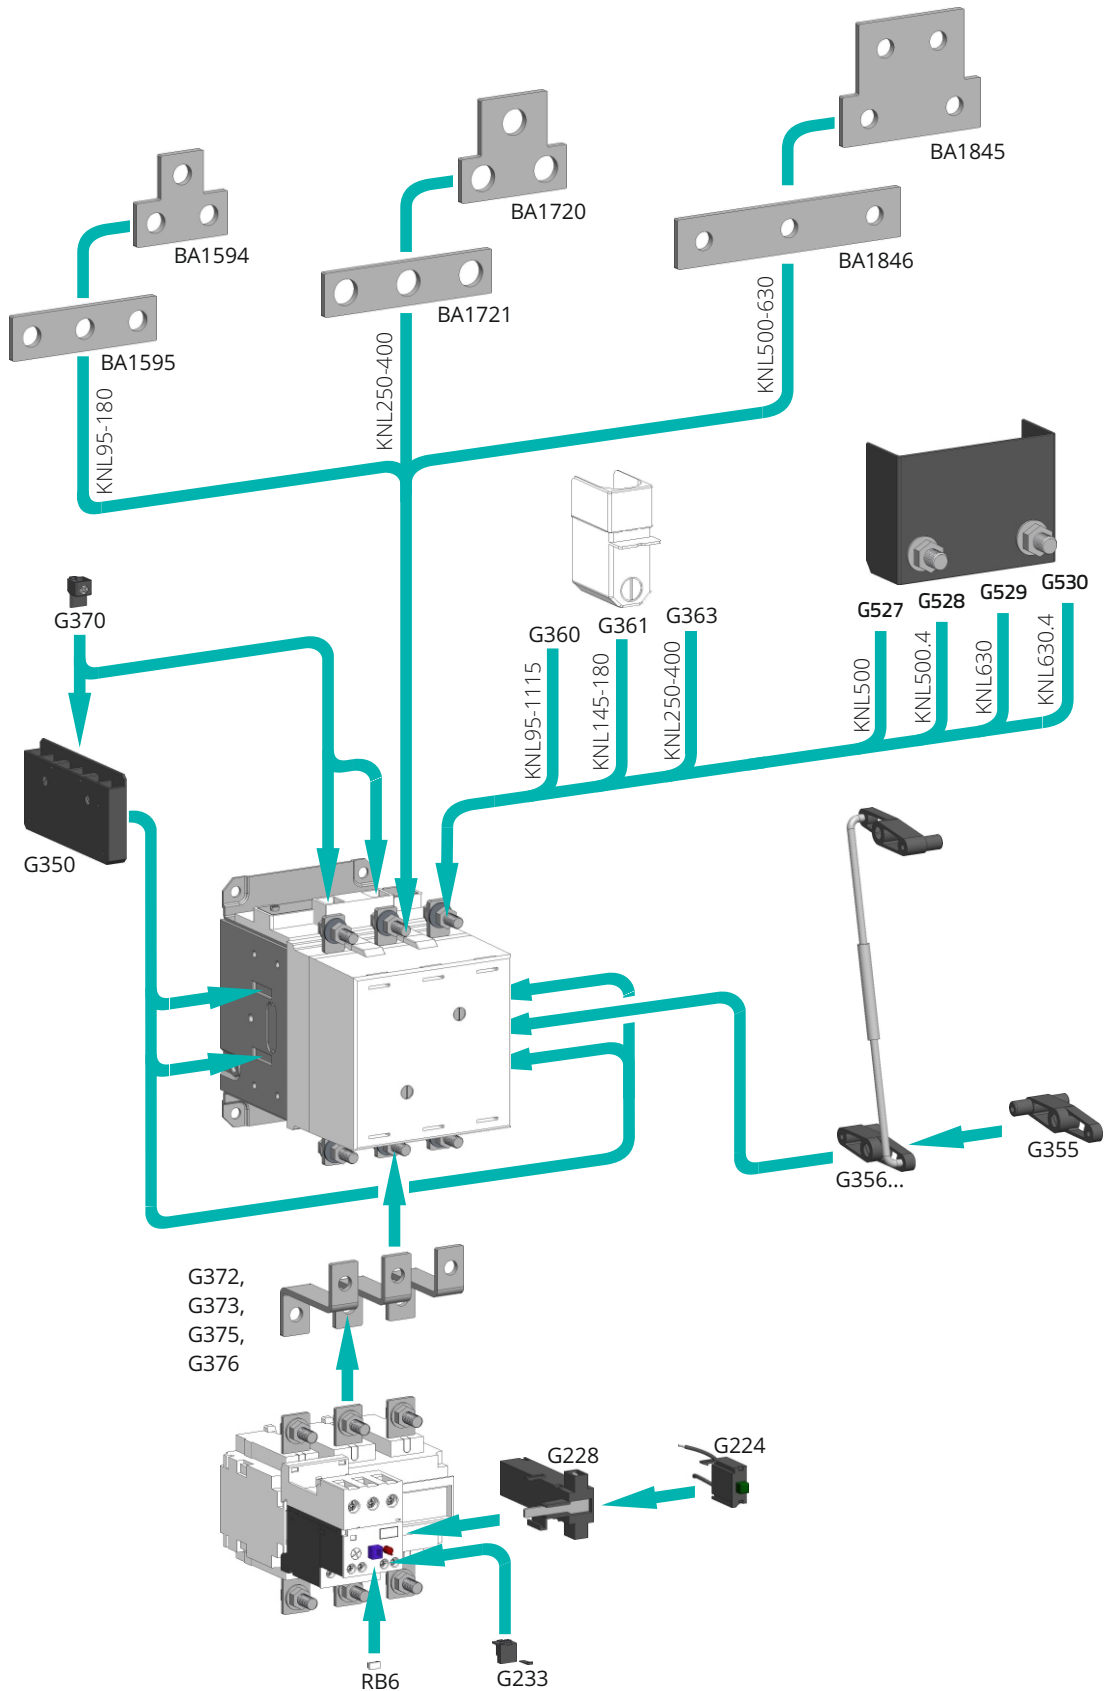 BA1845
BA1720
BA1594
BA1846
BA1721
BA1595
KNL95-180
KNL250-400
KNL500-630
G370
G360
G361
G363
G527
G528
G529
G530
KNL95-1115
KNL145-180
KNL250-400
KNL500
KNL500.4
KNL630
KNL630.4
G350
G355
G356...
G372,
G373,
G375,
G376
G228
G224
RB6
G233